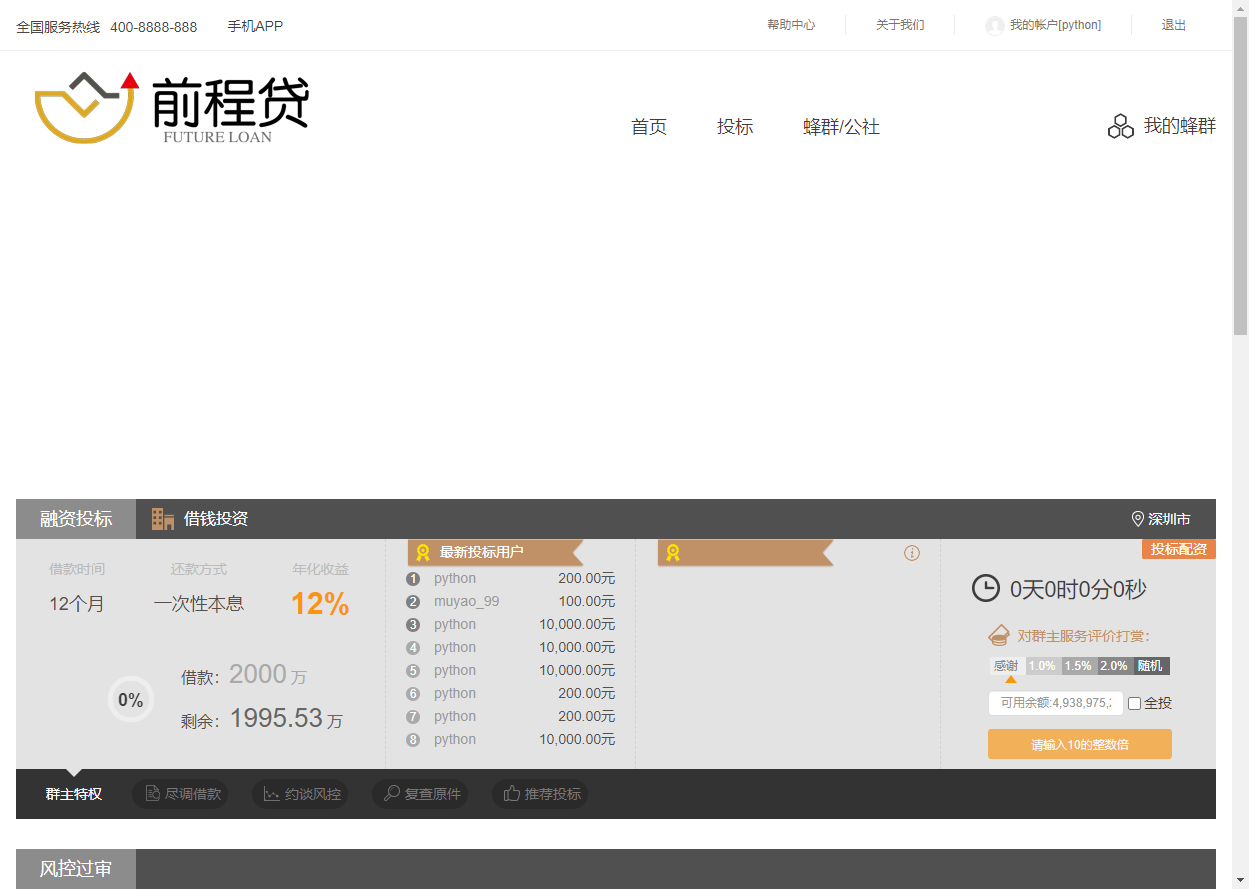 全国服务热线 400-8888-888 手机APP 帮助中心 关于我们 我的帐户[python] 退出
前程贷
FUTURE LOAN
首页 投标 蜂群/公社 我的蜂群
融资投标 借钱投资 深圳市
最新投标用户 投标配资
借款时间 还款方式 年化收益
12个月 一次性本息 12%
借款: 2000 万
0%
剩余: 1995.53 万
1 python 200.00元
2 muyao_99 100.00元
3 python 10,000.00元
4 python 10,000.00元
5 python 10,000.00元
6 python 200.00元
7 python 200.00元
8 python 10,000.00元
0天0时0分0秒
对群主服务评价打赏:
感谢 1.0% 1.5% 2.0% 随机
可用余额:4,938,975, 全投
请输入10的整数倍
群主特权 尽调借款 约谈风控 复查原件 推荐投标
风控过审